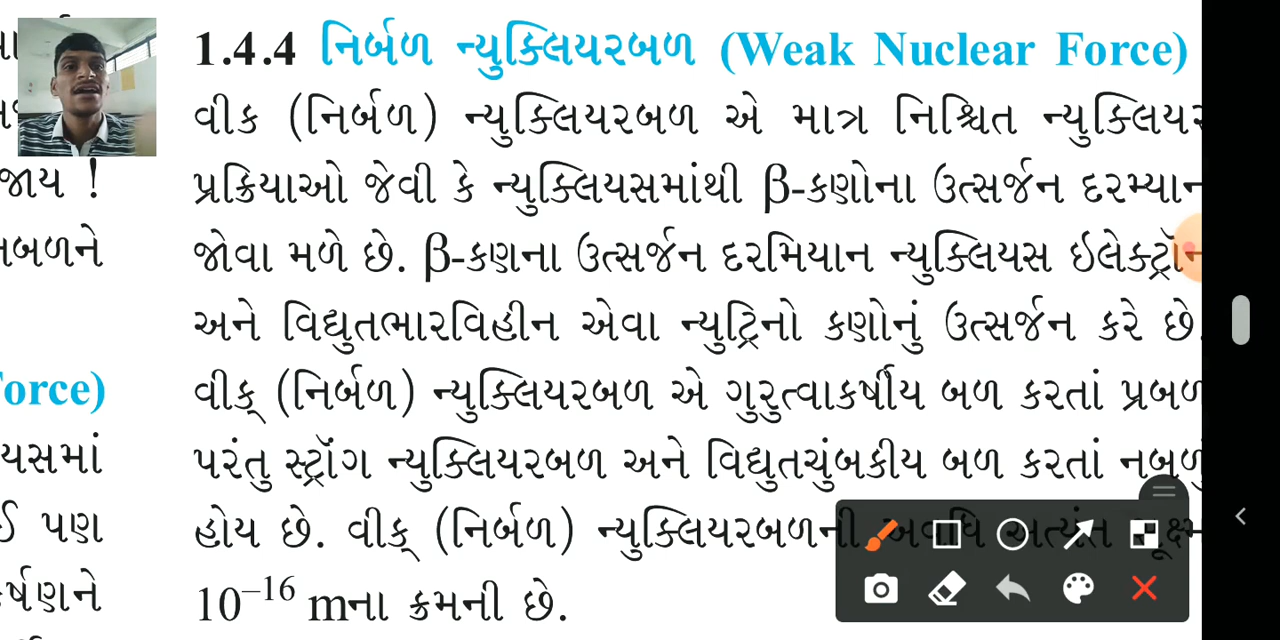 1.4.4 નિર્બળ ન્યુક્લિયરબળ (Weak Nuclear Force)
વીક (નિર્બળ) ન્યુક્લિયરબળ એ માત્ર નિશ્ચિત ન્યુક્લિયર
પ્રક્રિયાઓ જેવી કે ન્યુક્લિયસમાંથી β-કણોના ઉત્સર્જન દરમ્યાન
જાય !
જોવા મળે છે. β-કણના ઉત્સર્જન દરમિયાન ન્યુક્લિયસ ઇલેક્ટ્રૉન
અને વિદ્યુતભારવિહીન એવા ન્યુટ્રિનો કણોનું ઉત્સર્જન કરે છે.
orce)
વીક્ (નિર્બળ) ન્યુક્લિયરબળ એ ગુરુત્વાકર્ષીય બળ કરતાં પ્રબળ
યસમાં
પરંતુ સ્ટ્રૉંગ ન્યુક્લિયરબળ અને વિદ્યુતચુંબકીય બળ કરતાં નબળું
પણ
હોય છે. વીક્ (નિર્બળ) ન્યુક્લિયરબળની અવધિ અત્યંત સૂક્ષ્મ
10⁻¹⁶ mના ક્રમની છે.